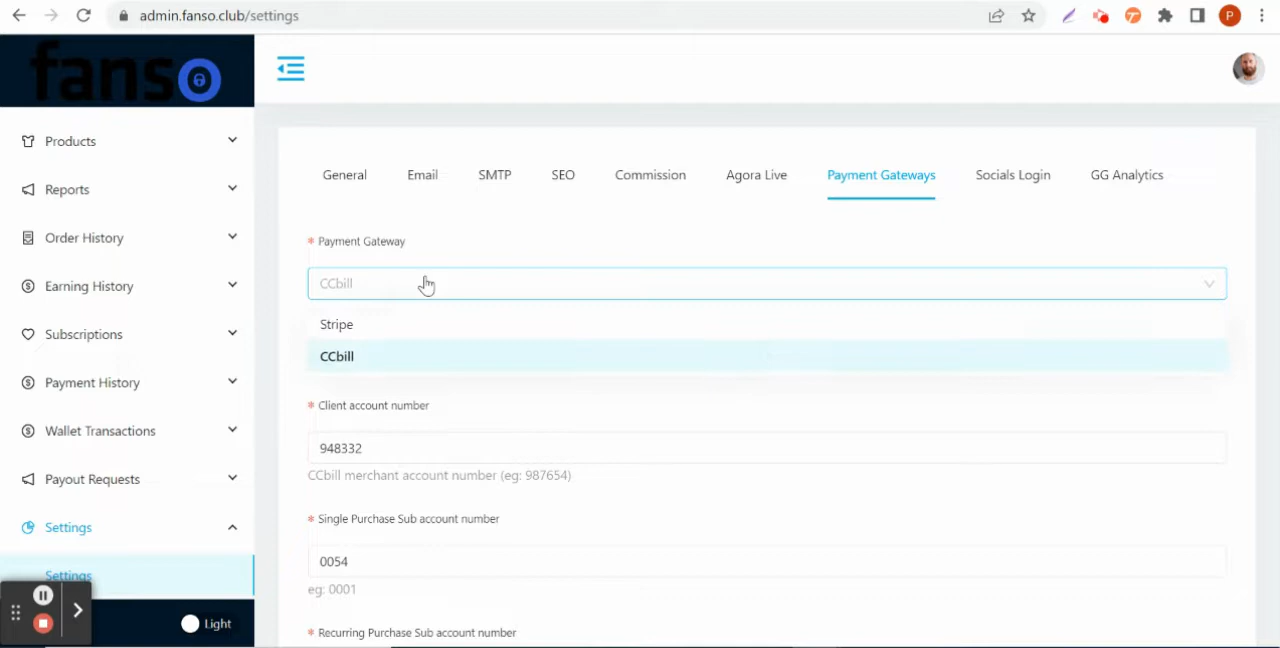 admin.fanso.club/settings
P
fanso
Products
Reports
Order History
Earning History
Subscriptions
Payment History
Wallet Transactions
Payout Requests
Settings
Settings
Light
General Email SMTP SEO Commission Agora Live Payment Gateways Socials Login GG Analytics
* Payment Gateway
CCbill
Stripe
CCbill
* Client account number
948332
CCbill merchant account number (eg: 987654)
* Single Purchase Sub account number
0054
eg: 0001
* Recurring Purchase Sub account number